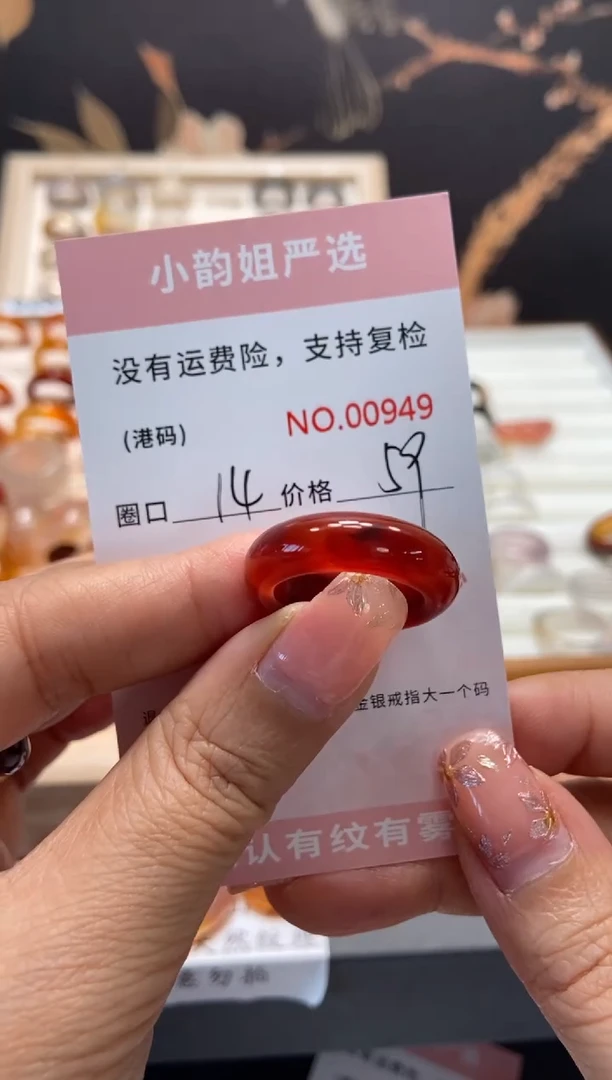 小韵姐严选
没有运费险，支持复检
(港码)
NO.00949
圈口 14 价格 59
金银戒指大一个码
认有纹有雾